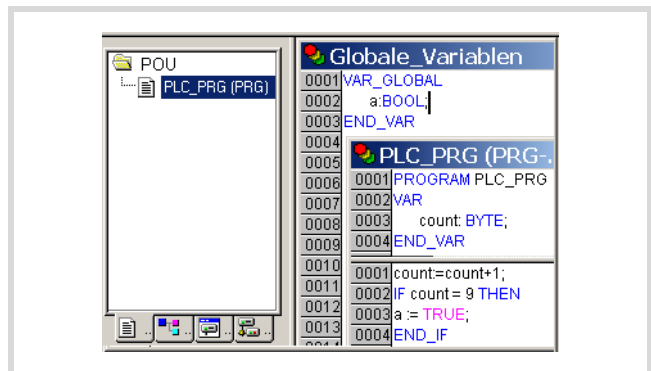 POU
PLC_PRG (PRG)
Globale_Variablen
0001 VAR_GLOBAL
0002 a:BOOL;
0003 END_VAR
0004
0005
0006
0007
0008
0009
0010
0011
0012
0013
PLC_PRG (PRG-.
0001 PROGRAM PLC_PRG
0002 VAR
0003 count: BYTE;
0004 END_VAR
0001 count:=count+1;
0002 IF count = 9 THEN
0003 a := TRUE;
0004 END_IF